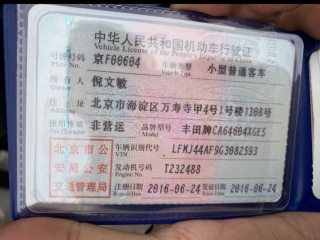 中华人民共和国机动车行驶证
Vehicle License of the People's Republic of China
号牌号码 京F00604 车辆类型 小型普通客车
Plate No. Vehicle Type
所有人 倪文敏
Owner
住址 北京市海淀区万寿寺甲4号1号楼1308号
Address
使用性质 非营运 品牌型号 丰田牌CA6460AXGE5
Use Character Model
北京市公
安局公安
交通管理局
车辆识别代号 LFMJ44AF9G3082593
VIN
发动机号码 T232488
Engine No.
注册日期 2016-06-24 发证日期 2016-06-24
Register Date Issue Date